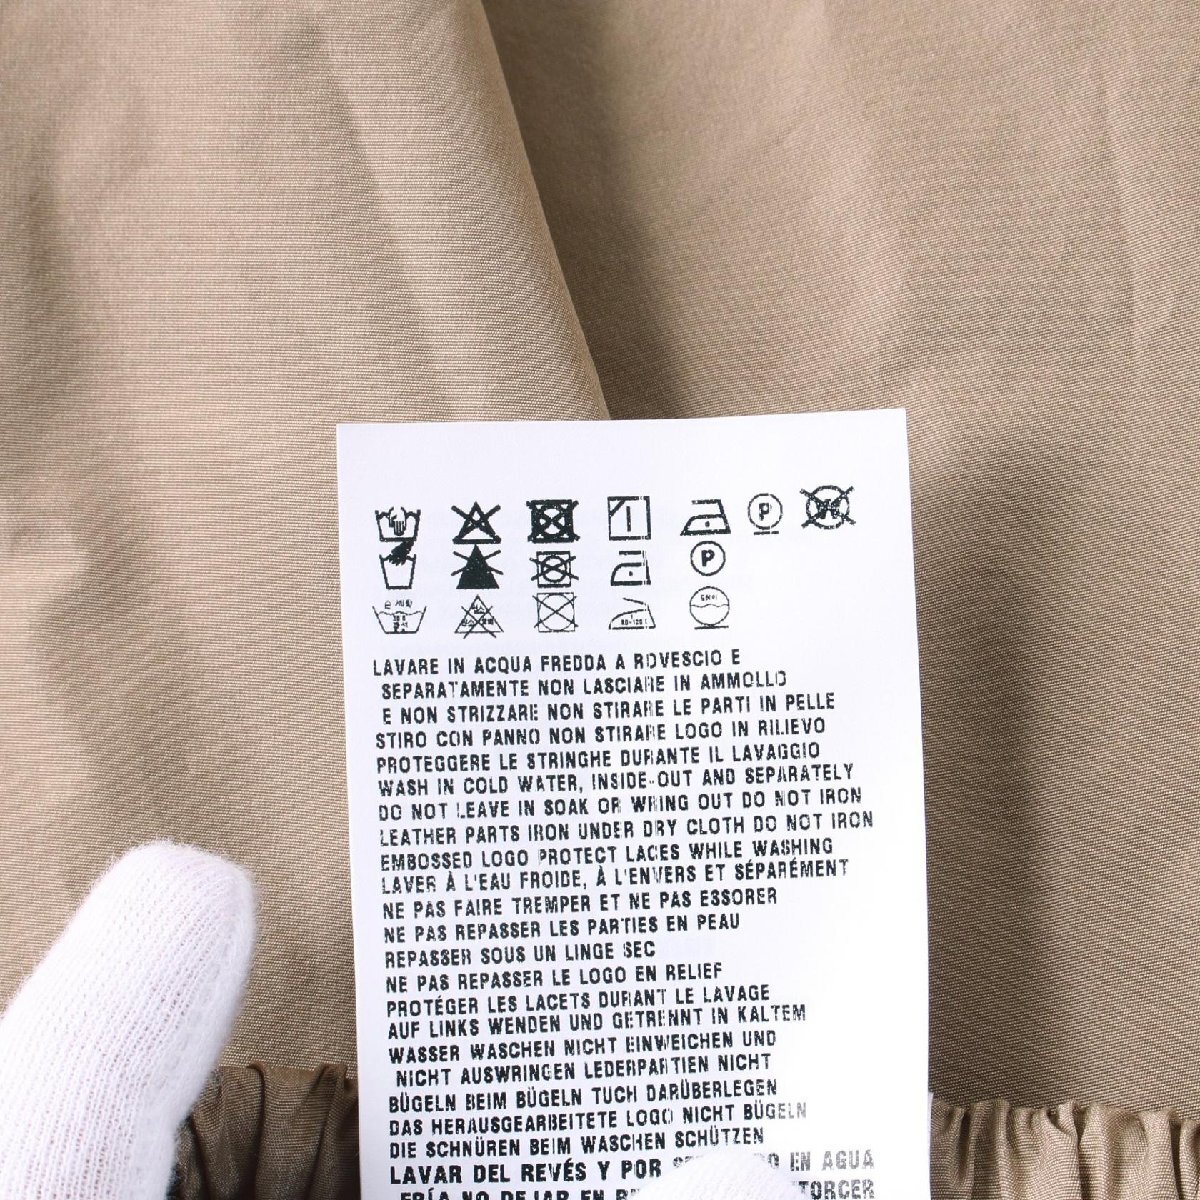 P
P
LAVARE IN ACQUA FREDDA A ROVESCIO E
SEPARATAMENTE NON LASCIARE IN AMMOLLO
E NON STRIZZARE NON STIRARE LE PARTI IN PELLE
STIRO CON PANNO NON STIRARE LOGO IN RILIEVO
PROTEGGERE LE STRINGHE DURANTE IL LAVAGGIO
WASH IN COLD WATER, INSIDE-OUT AND SEPARATELY
DO NOT LEAVE IN SOAK OR WRING OUT DO NOT IRON
LEATHER PARTS IRON UNDER DRY CLOTH DO NOT IRON
EMBOSSED LOGO PROTECT LACES WHILE WASHING
LAVER À L'EAU FROIDE, À L'ENVERS ET SÉPARÉMENT
NE PAS FAIRE TREMPER ET NE PAS ESSORER
NE PAS REPASSER LES PARTIES EN PEAU
REPASSER SOUS UN LINGE SEC
NE PAS REPASSER LE LOGO EN RELIEF
PROTÉGER LES LACETS DURANT LE LAVAGE
AUF LINKS WENDEN UND GETRENNT IN KALTEM
WASSER WASCHEN NICHT EINWEICHEN UND
NICHT AUSWRINGEN LEDERPARTIEN NICHT
BÜGELN BEIM BÜGELN TUCH DARÜBERLEGEN
DAS HERAUSGEARBEITETE LOGO NICHT BÜGELN
DIE SCHNÜREN BEIM WASCHEN SCHÜTZEN
LAVAR DEL REVÉS Y POR EN AGUA
FRÍA NO DEJAR EN